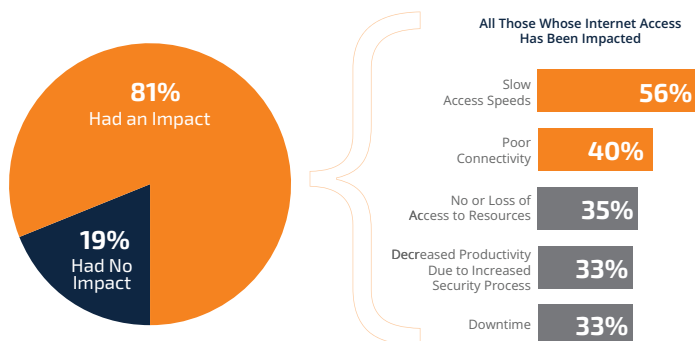 81%
Had an Impact
19%
Had No
Impact
All Those Whose Internet Access
Has Been Impacted
Slow
Access Speeds
56%
Poor
Connectivity
40%
No or Loss of
Access to Resources
35%
Decreased Productivity
Due to Increased
Security Process
33%
Downtime
33%